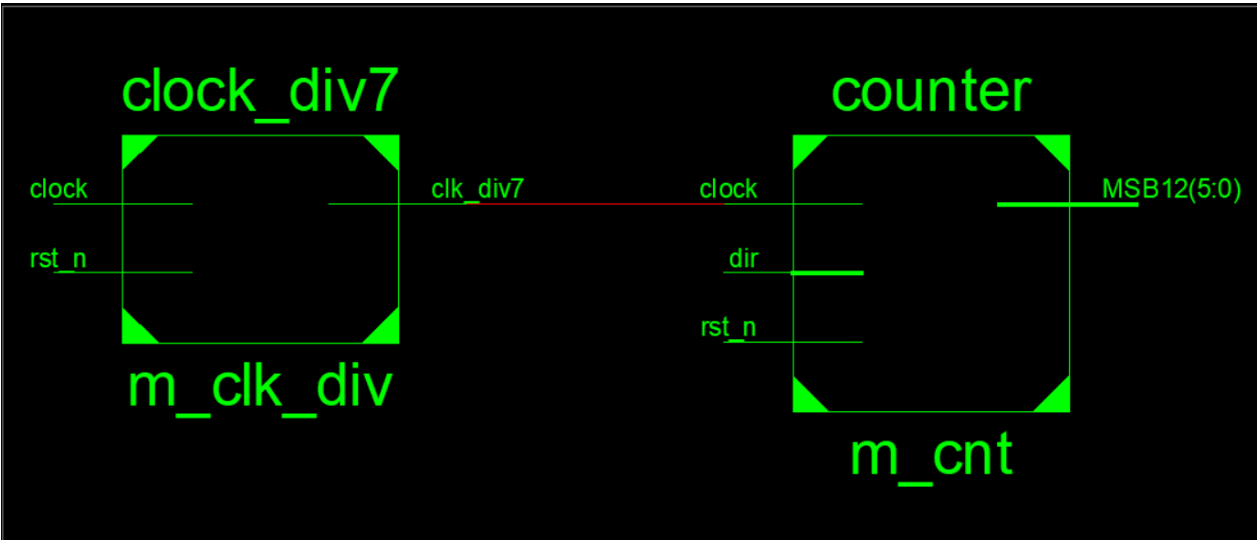 clock_div7
clock
rst_n
clk_div7
m_clk_div
counter
clock
dir
rst_n
MSB12(5:0)
m_cnt